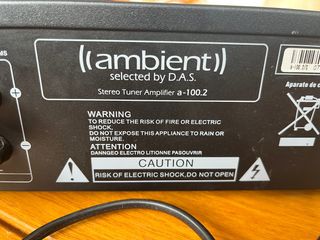 ((ambient))
selected by D.A.S.
Stereo Tuner Amplifier a-100.2
WARNING
TO REDUCE THE RISK OF FIRE OR ELECTRIC
SHOCK.
DO NOT EXPOSE THIS APPLIANCE TO RAIN OR
MOISTURE.
ATTENTION
DANNGEO ELECTRO LITIONNE PASOUVRIR
CAUTION
RISK OF ELECTRIC SHOCK,DO NOT OPEN
Aparate de c